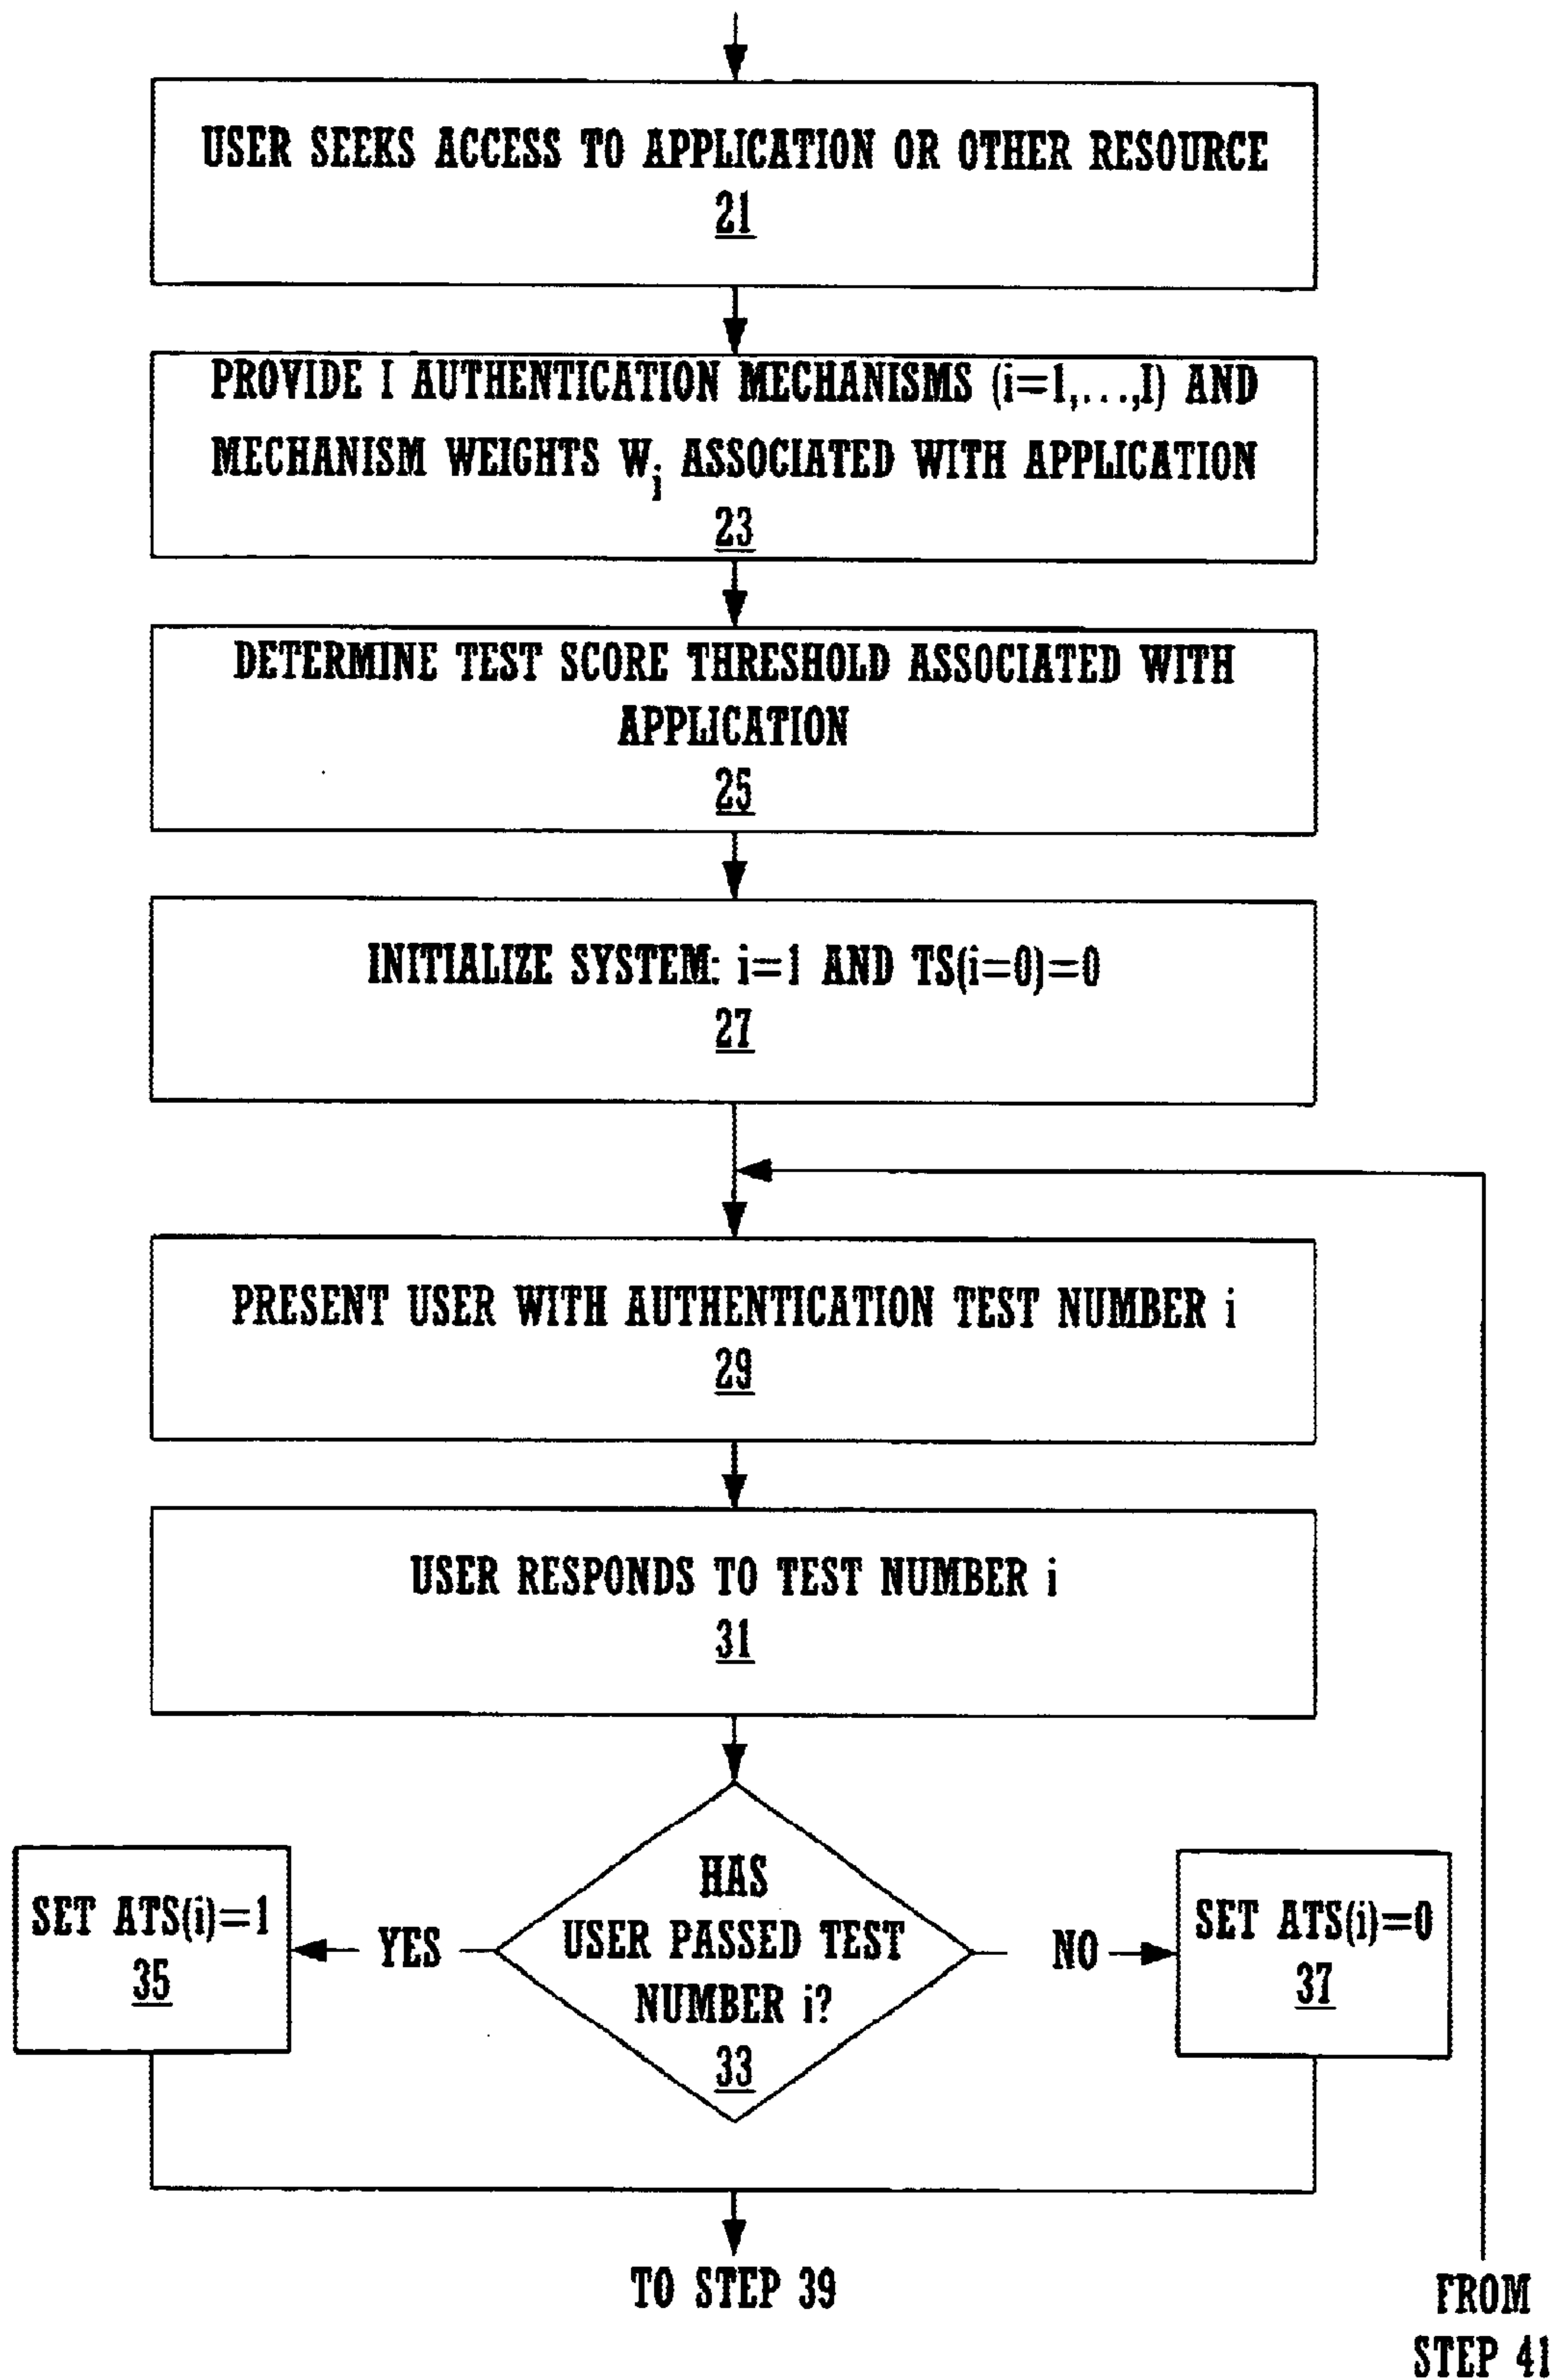 USER SEEKS ACCESS TO APPLICATION OR OTHER RESOURCE
21
PROVIDE I AUTHENTICATION MECHANISMS (i=1,...,I) AND
MECHANISM WEIGHTS Wi ASSOCIATED WITH APPLICATION
23
DETERMINE TEST SCORE THRESHOLD ASSOCIATED WITH
APPLICATION
25
INITIALIZE SYSTEM: i=1 AND TS(i=0)=0
27
PRESENT USER WITH AUTHENTICATION TEST NUMBER i
29
USER RESPONDS TO TEST NUMBER i
31
SET ATS(i)=1
35
YES
HAS
USER PASSED TEST
NUMBER i?
33
NO
SET ATS(i)=0
37
TO STEP 39
FROM
STEP 41